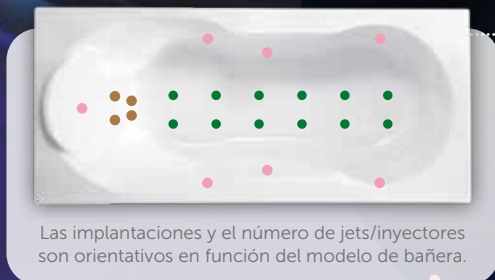 Las implantaciones y el número de jets/inyectores
son orientativos en función del modelo de bañera.